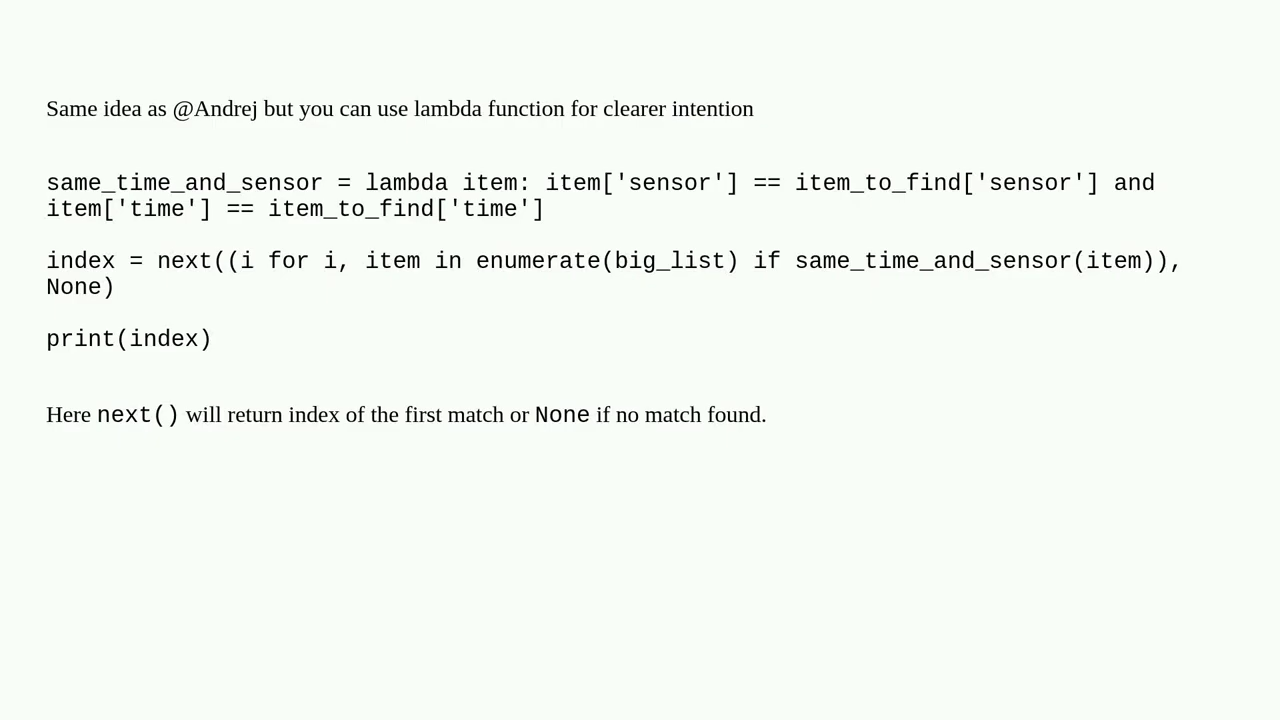 Same idea as @Andrej but you can use lambda function for clearer intention
same_time_and_sensor = lambda item: item['sensor'] == item_to_find['sensor'] and
item['time'] == item_to_find['time']
index = next((i for i, item in enumerate(big_list) if same_time_and_sensor(item)),
None)
print(index)
Here next() will return index of the first match or None if no match found.